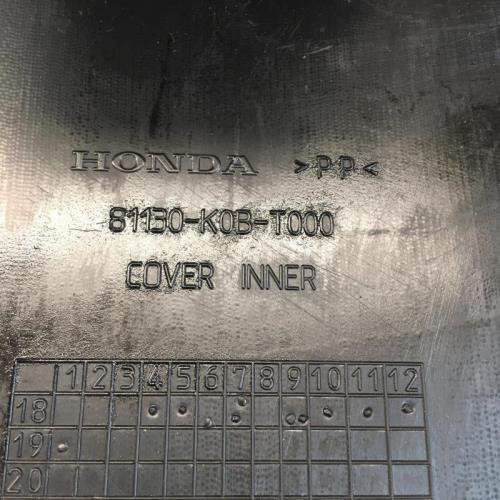 HONDA >PP<
81130-K0B-T000
COVER INNER
1 2 3 4 5 6 7 8 9 10 11 12
18
19
20